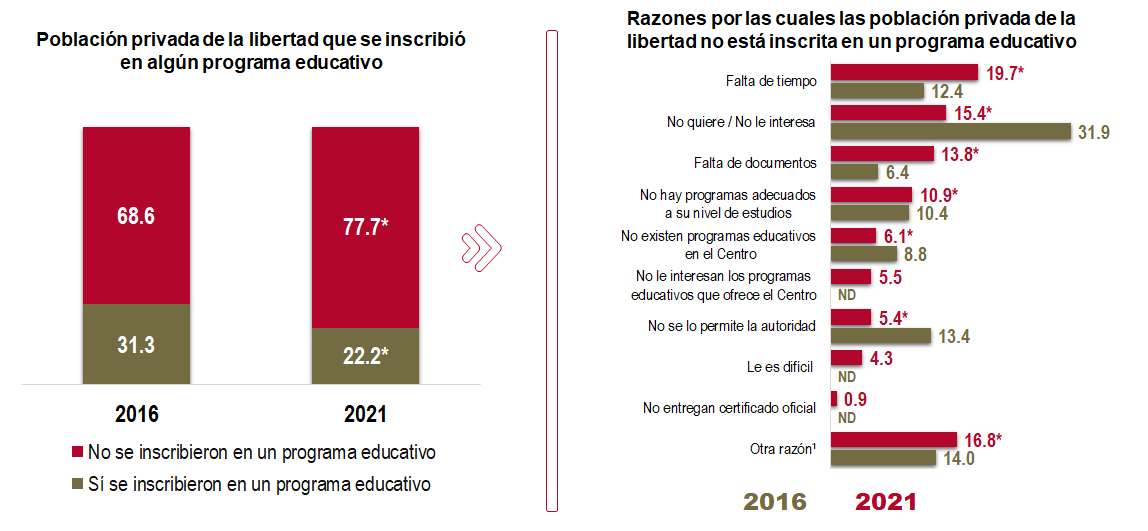 Población privada de la libertad que se inscribió
en algún programa educativo
68.6
77.7*
31.3
22.2*
2016
2021
No se inscribieron en un programa educativo
Sí se inscribieron en un programa educativo
Razones por las cuales las población privada de la
libertad no está inscrita en un programa educativo
Falta de tiempo
19.7*
12.4
No quiere / No le interesa
15.4*
31.9
Falta de documentos
13.8*
6.4
No hay programas adecuados
a su nivel de estudios
10.9*
10.4
No existen programas educativos
en el Centro
6.1*
8.8
No le interesan los programas
educativos que ofrece el Centro
5.5
ND
No se lo permite la autoridad
5.4*
13.4
Le es difícil
4.3
ND
No entregan certificado oficial
0.9
ND
Otra razón¹
16.8*
14.0
2016
2021